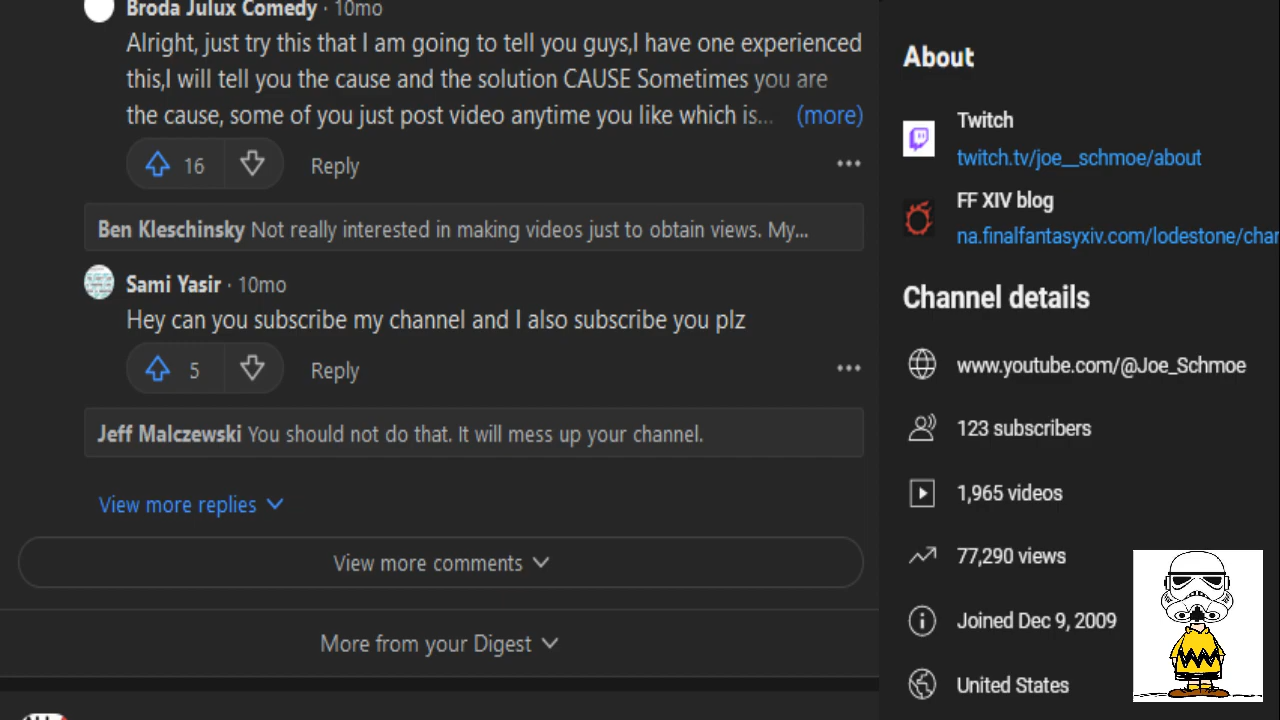 Broda Julux Comedy · 10mo
Alright, just try this that I am going to tell you guys,I have one experienced
this,I will tell you the cause and the solution CAUSE Sometimes you are
the cause, some of you just post video anytime you like which is... (more)
16 Reply
Ben Kleschinsky Not really interested in making videos just to obtain views. My...
Sami Yasir · 10mo
Hey can you subscribe my channel and I also subscribe you plz
5 Reply
Jeff Malczewski You should not do that. It will mess up your channel.
View more replies
View more comments
More from your Digest
About
Twitch
twitch.tv/joe__schmoe/about
FF XIV blog
na.finalfantasyxiv.com/lodestone/char
Channel details
www.youtube.com/@Joe_Schmoe
123 subscribers
1,965 videos
77,290 views
Joined Dec 9, 2009
United States